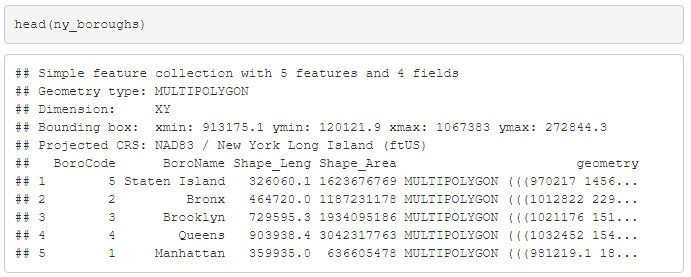 head(ny_boroughs)
## Simple feature collection with 5 features and 4 fields
## Geometry type: MULTIPOLYGON
## Dimension:     XY
## Bounding box:  xmin: 913175.1 ymin: 120121.9 xmax: 1067383 ymax: 272844.3
## Projected CRS: NAD83 / New York Long Island (ftUS)
##   BoroCode      BoroName Shape_Leng Shape_Area                       geometry
## 1        5 Staten Island   326060.1 1623676769 MULTIPOLYGON (((970217 1456...
## 2        2         Bronx   464720.0 1187231178 MULTIPOLYGON (((1012822 229...
## 3        3      Brooklyn   729595.3 1934095186 MULTIPOLYGON (((1021176 151...
## 4        4        Queens   903938.4 3042317763 MULTIPOLYGON (((1032452 154...
## 5        1     Manhattan   359935.0  636605478 MULTIPOLYGON (((981219.1 18...